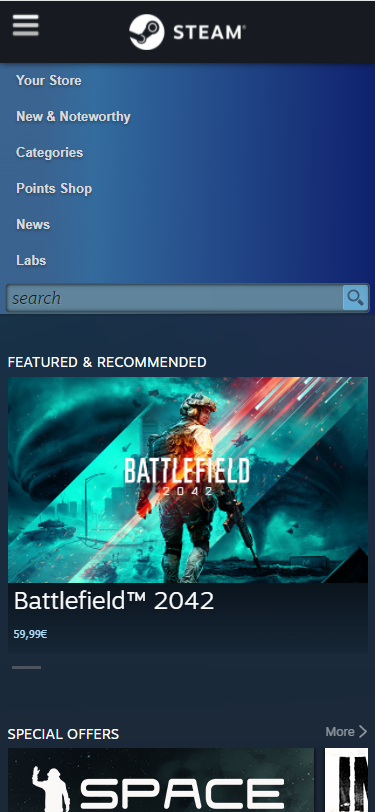 STEAM®
Your Store
New & Noteworthy
Categories
Points Shop
News
Labs
search
FEATURED & RECOMMENDED
BATTLEFIELD
2042
Battlefield™ 2042
59,99€
SPECIAL OFFERS
More
SPACE